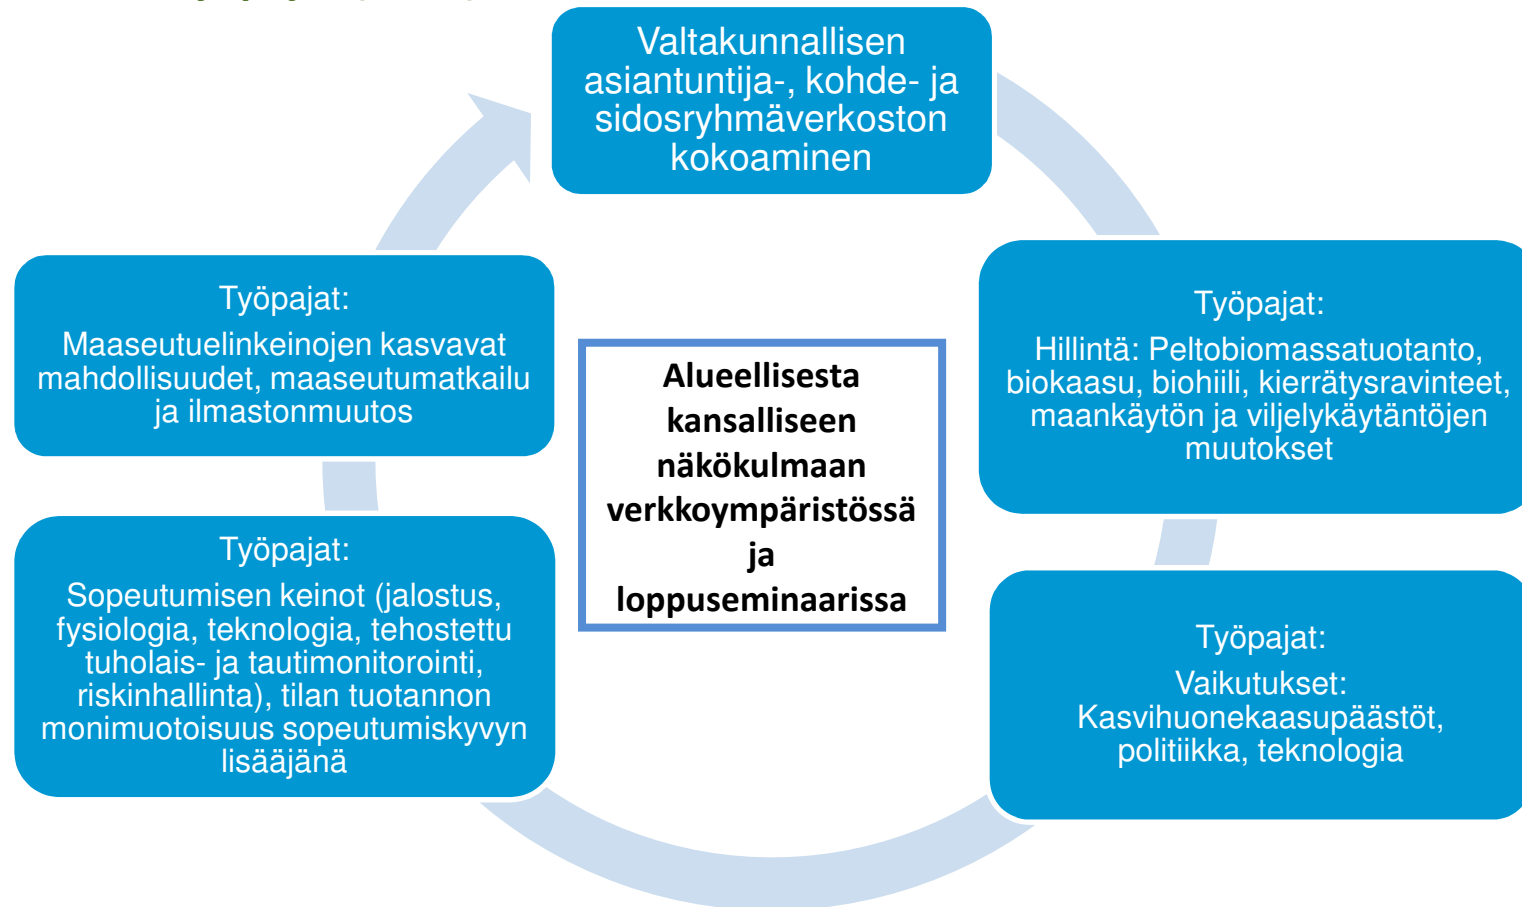 Valtakunnallisen
asiantuntija-, kohde- ja
sidosryhmäverkoston
kokoaminen
Työpajat:
Hillintä: Peltobiomassatuotanto,
biokaasu, biohiili, kierrätysravinteet,
maankäytön ja viljelykäytäntöjen
muutokset
Työpajat:
Vaikutukset:
Kasvihuonekaasupäästöt,
politiikka, teknologia
Työpajat:
Sopeutumisen keinot (jalostus,
fysiologia, teknologia, tehostettu
tuholais- ja tautimonitorointi,
riskinhallinta), tilan tuotannon
monimuotoisuus sopeutumiskyvyn
lisääjänä
Työpajat:
Maaseutuelinkeinojen kasvavat
mahdollisuudet, maaseutumatkailu
ja ilmastonmuutos
Alueellisesta
kansalliseen
näkökulmaan
verkkoympäristössä
ja
loppuseminaarissa